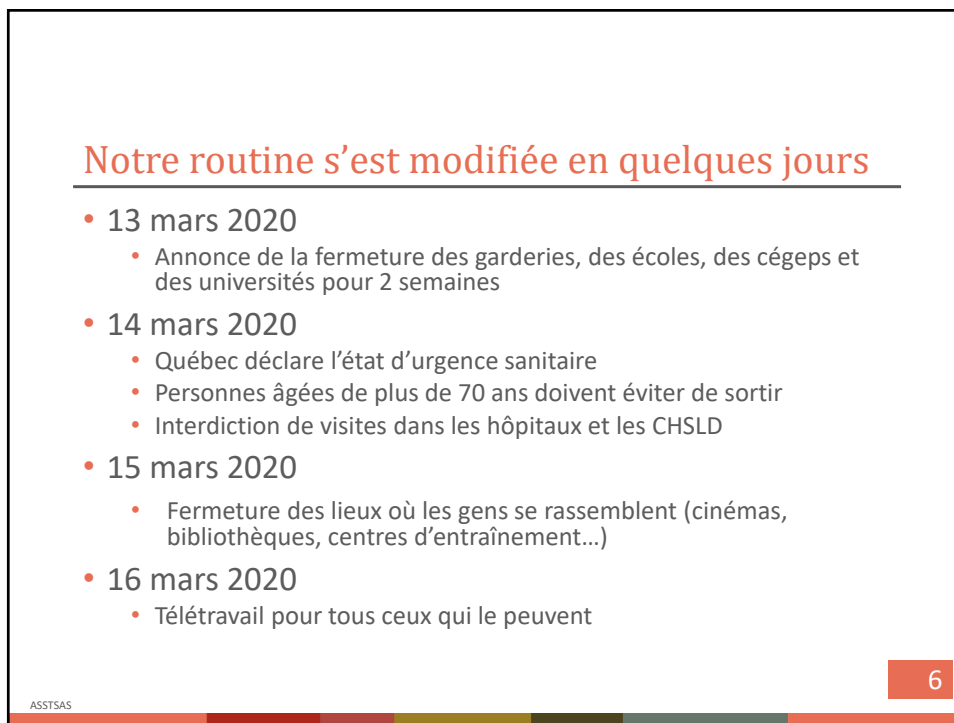 Notre routine s’est modifiée en quelques jours
• 13 mars 2020
• Annonce de la fermeture des garderies, des écoles, des cégeps et
des universités pour 2 semaines
• 14 mars 2020
• Québec déclare l’état d’urgence sanitaire
• Personnes âgées de plus de 70 ans doivent éviter de sortir
• Interdiction de visites dans les hôpitaux et les CHSLD
• 15 mars 2020
• Fermeture des lieux où les gens se rassemblent (cinémas,
bibliothèques, centres d’entraînement…)
• 16 mars 2020
• Télétravail pour tous ceux qui le peuvent
6
ASSTSAS